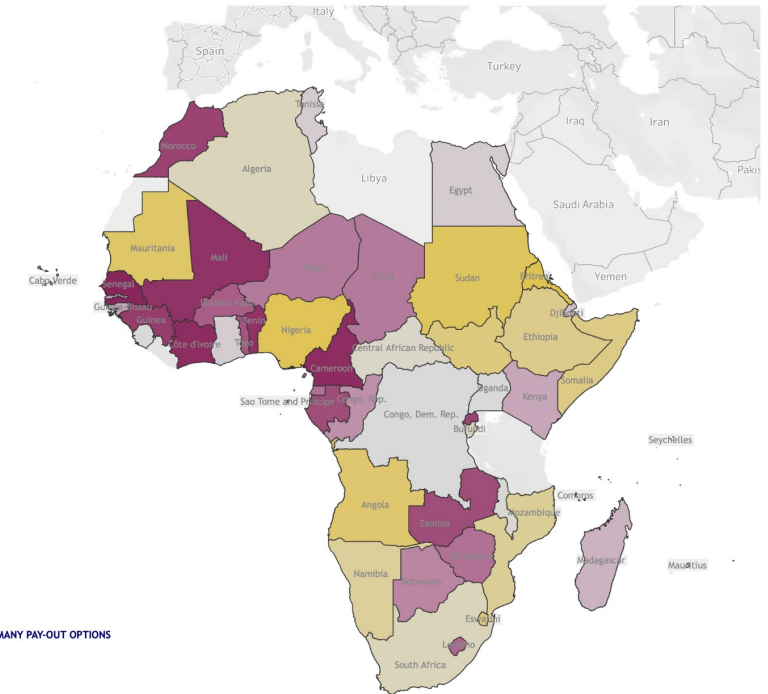 Italy
Spain
Turkey
Tunisia
Iraq
Iran
Morocco
Pakis
Algeria
Libya
Egypt
Saudi Arabia
Mauritania
Mali
Niger
Chad
Sudan
Eritrea
Yemen
Cabo Verde
Senegal
Burkina Faso
Guinea-Bissau
Guinea
Benin
Djibouti
Nigeria
Ethiopia
Côte d'Ivoire
Togo
Central African Republic
Cameroon
Somalia
Uganda
Kenya
Sao Tome and Principe
Congo, Rep.
Congo, Dem. Rep.
Burundi
Seychelles
Comoros
Angola
Mozambique
Zambia
Madagascar
Mauritius
Namibia
Botswana
Eswatini
MANY PAY-OUT OPTIONS
Lesotho
South Africa